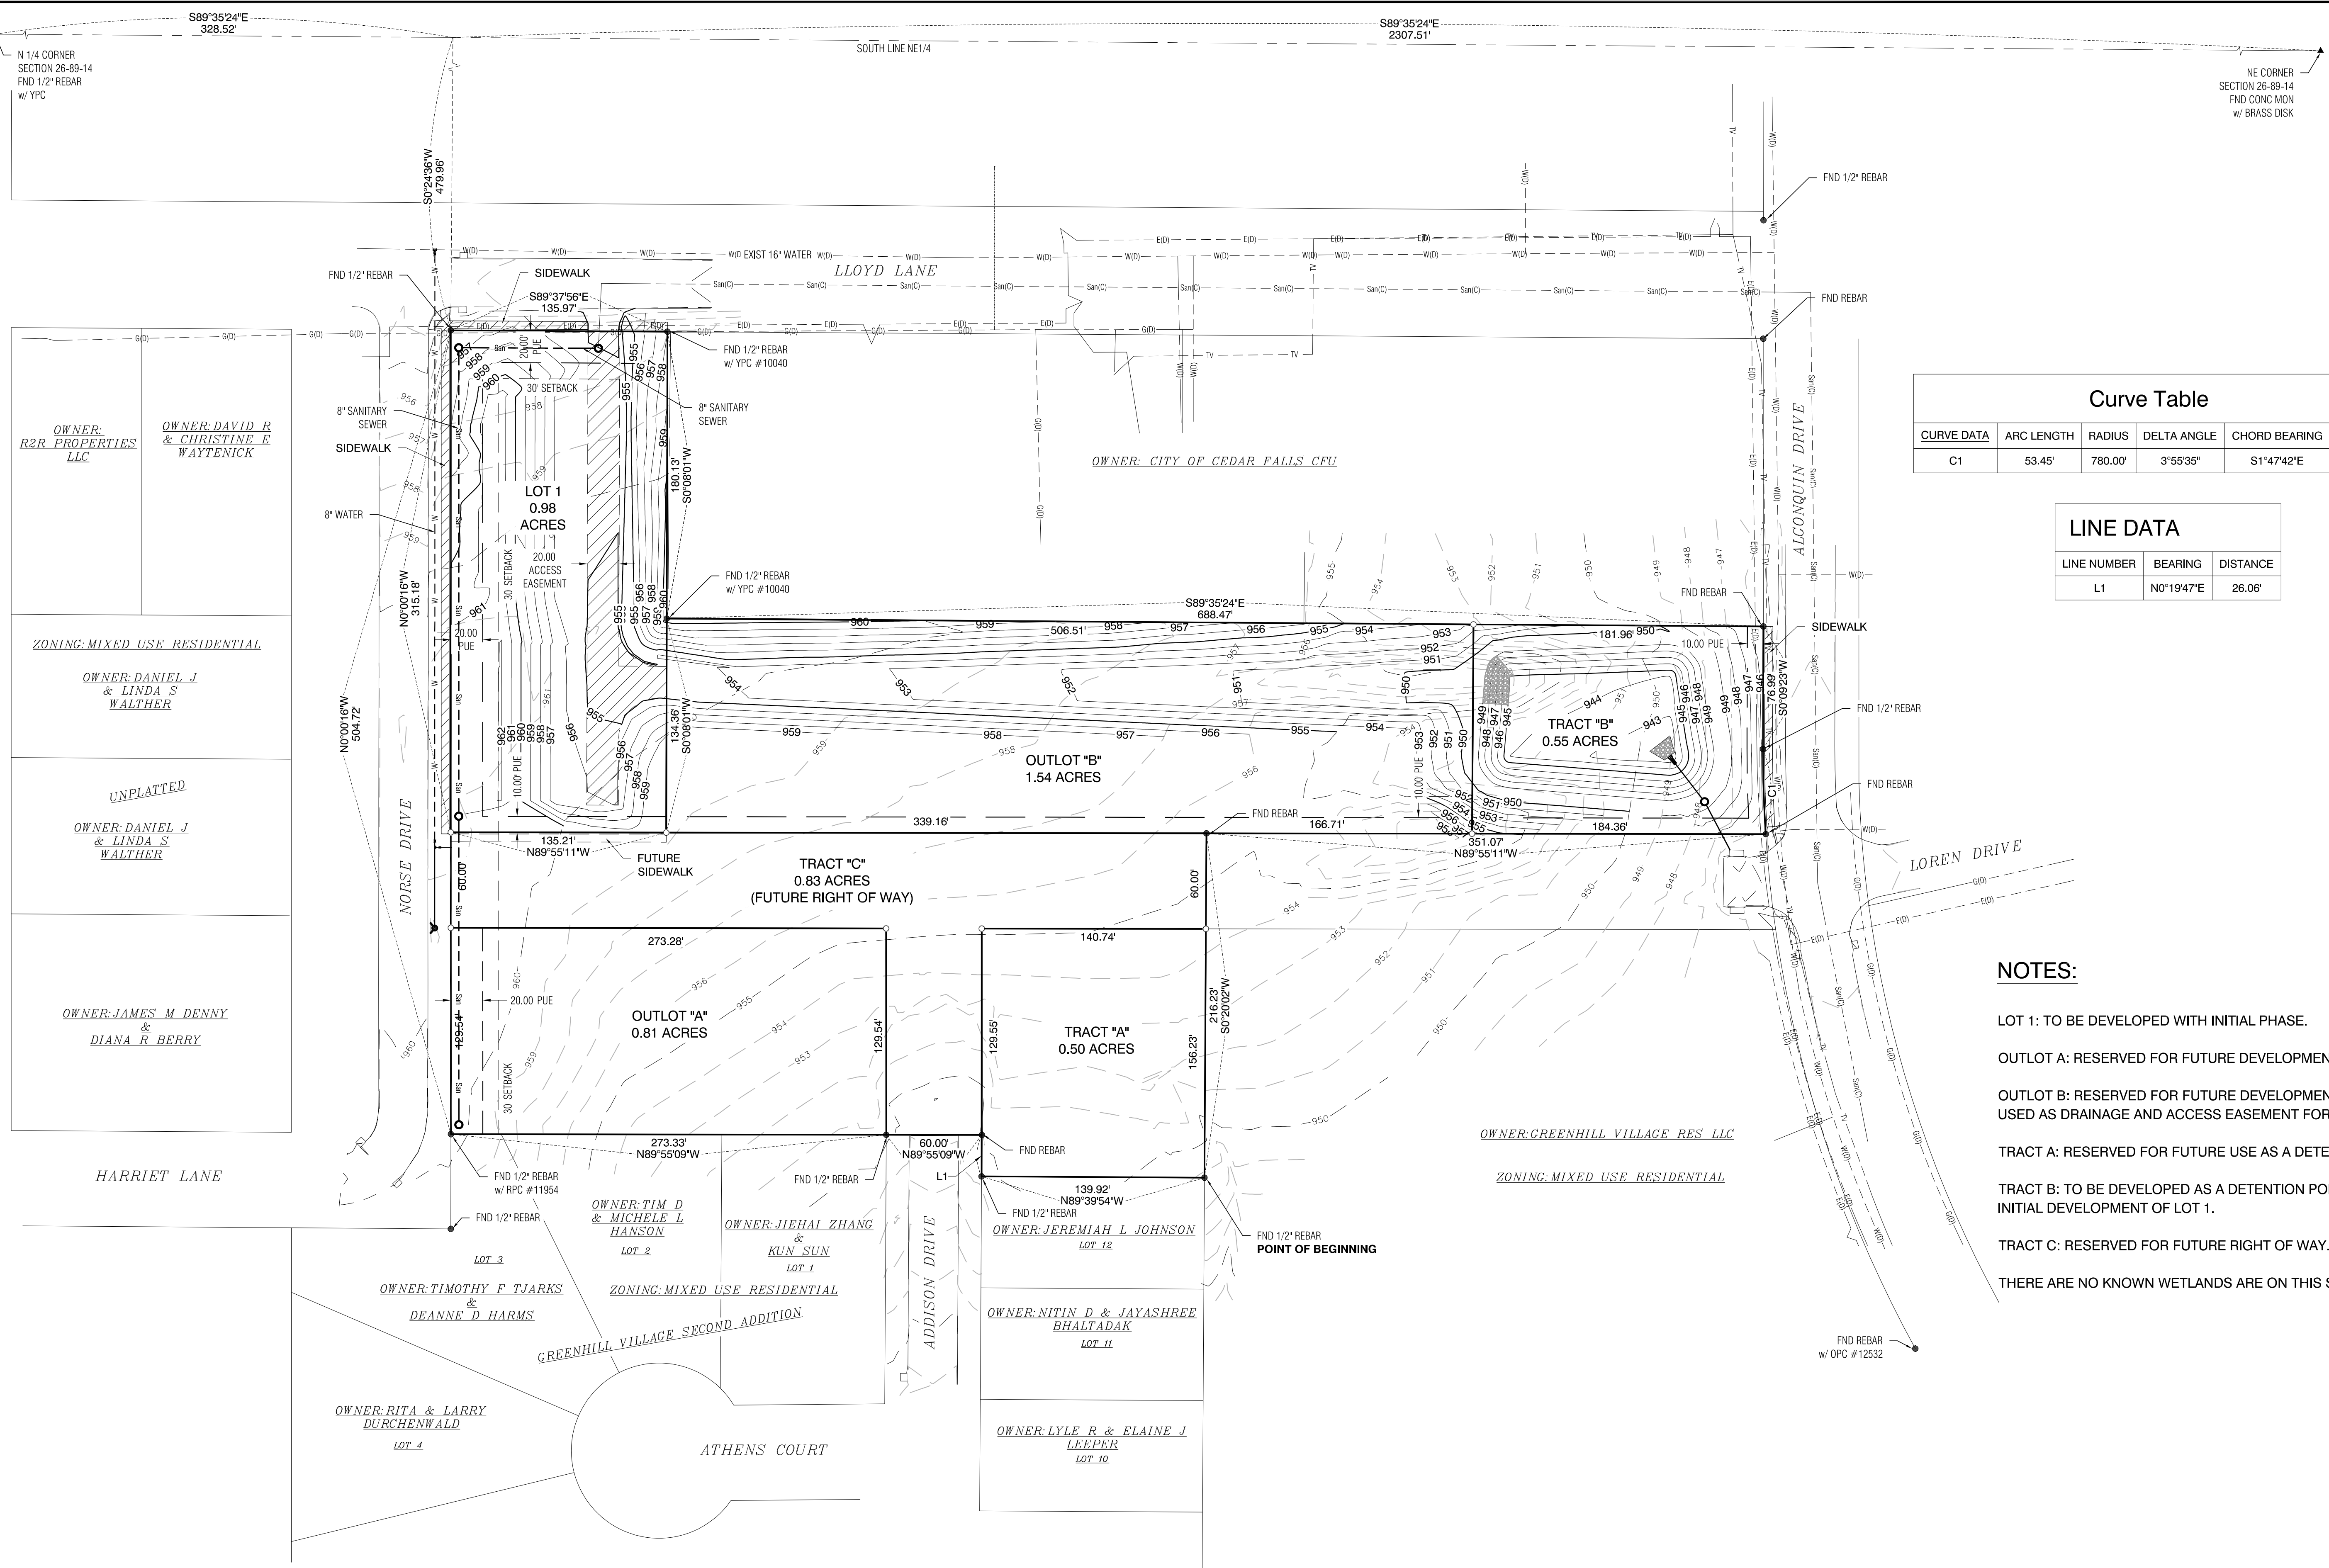 S89°35'24"E
328.52'
S89°35'24"E
2307.51'
SOUTH LINE NE1/4
N 1/4 CORNER
SECTION 26-89-14
FND 1/2" REBAR
w/ YPC
NE CORNER
SECTION 26-89-14
FND CONC MON
w/ BRASS DISK
S0°24'36"W
479.96'
FND 1/2" REBAR
EXIST 16" WATER
LLOYD LANE
FND 1/2" REBAR
SIDEWALK
S89°37'56"E
135.97'
FND REBAR
20.00'
PUE
FND 1/2" REBAR
w/ YPC #10040
30' SETBACK
8" SANITARY
SEWER
8" SANITARY
SEWER
SIDEWALK
OWNER:
R2R PROPERTIES
LLC
OWNER: DAVID R
& CHRISTINE E
WAYTENICK
LOT 1
0.98
ACRES
8" WATER
20.00'
ACCESS
EASEMENT
30' SETBACK
180.13'
S0°08'01"W
OWNER: CITY OF CEDAR FALLS CFU
ALGONQUIN DRIVE
Curve Table
CURVE DATA ARC LENGTH RADIUS DELTA ANGLE CHORD BEARING
C1 53.45' 780.00' 3°55'35" S1°47'42"E
LINE DATA
LINE NUMBER BEARING DISTANCE
L1 N0°19'47"E 26.06'
N0°00'16"W
315.18'
FND 1/2" REBAR
w/ YPC #10040
S89°35'24"E
688.47'
506.51'
181.96'
FND REBAR
SIDEWALK
10.00' PUE
20.00'
PUE
ZONING: MIXED USE RESIDENTIAL
OWNER: DANIEL J
& LINDA S
WALTHER
N0°00'16"W
504.72'
134.36'
S0°08'01"W
76.99'
S0°09'23"W
FND 1/2" REBAR
TRACT "B"
0.55 ACRES
OUTLOT "B"
1.54 ACRES
10.00' PUE
10.00' PUE
C1
FND REBAR
UNPLATTED
OWNER: DANIEL J
& LINDA S
WALTHER
NORSE DRIVE
339.16'
FND REBAR
166.71'
184.36'
351.07'
N89°55'11"W
135.21'
N89°55'11"W
FUTURE
SIDEWALK
60.00'
TRACT "C"
0.83 ACRES
(FUTURE RIGHT OF WAY)
60.00'
LOREN DRIVE
273.28'
140.74'
20.00' PUE
OUTLOT "A"
0.81 ACRES
129.54'
129.54'
129.55'
TRACT "A"
0.50 ACRES
156.23'
216.23'
S0°20'02"W
30' SETBACK
OWNER: JAMES M DENNY
&
DIANA R BERRY
NOTES:
LOT 1: TO BE DEVELOPED WITH INITIAL PHASE.
OUTLOT A: RESERVED FOR FUTURE DEVELOPMEN
OUTLOT B: RESERVED FOR FUTURE DEVELOPMEN
USED AS DRAINAGE AND ACCESS EASEMENT FOR
TRACT A: RESERVED FOR FUTURE USE AS A DETE
TRACT B: TO BE DEVELOPED AS A DETENTION PO
INITIAL DEVELOPMENT OF LOT 1.
TRACT C: RESERVED FOR FUTURE RIGHT OF WAY.
THERE ARE NO KNOWN WETLANDS ARE ON THIS S
HARRIET LANE
273.33'
N89°55'09"W
60.00'
N89°55'09"W
FND REBAR
FND 1/2" REBAR
w/ RPC #11954
FND 1/2" REBAR
L1
139.92'
N89°39'54"W
FND 1/2" REBAR
FND 1/2" REBAR
OWNER: GREENHILL VILLAGE RES LLC
ZONING: MIXED USE RESIDENTIAL
OWNER: TIM D
& MICHELE L
HANSON
LOT 2
OWNER: JIEHAI ZHANG
&
KUN SUN
LOT 1
OWNER: JEREMIAH L JOHNSON
LOT 12
FND 1/2" REBAR
POINT OF BEGINNING
LOT 3
OWNER: TIMOTHY F TJARKS
&
DEANNE D HARMS
ZONING: MIXED USE RESIDENTIAL
GREENHILL VILLAGE SECOND ADDITION
ADDISON DRIVE
OWNER: NITIN D & JAYASHREE
BHALTADAK
LOT 11
FND REBAR
w/ OPC #12532
OWNER: RITA & LARRY
DURCHENWALD
LOT 4
ATHENS COURT
OWNER: LYLE R & ELAINE J
LEEPER
LOT 10